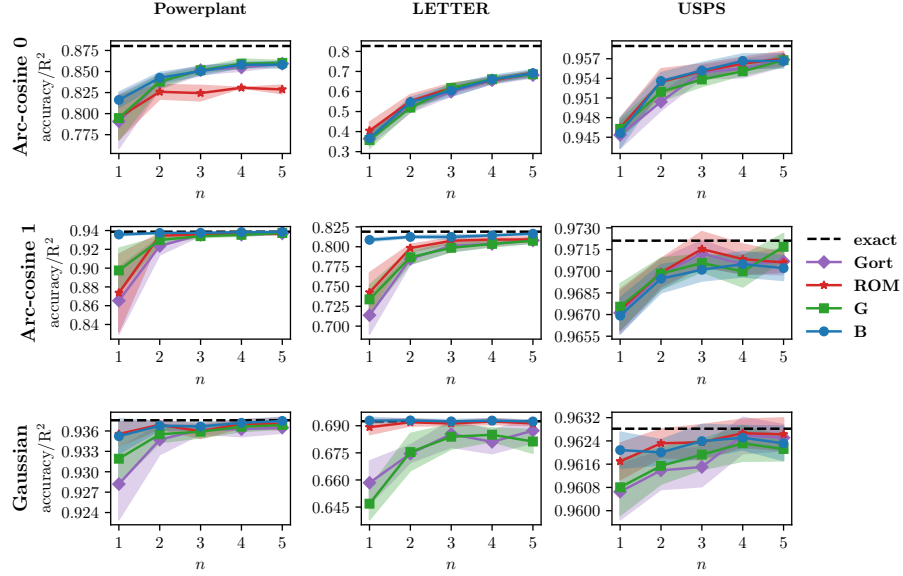 Powerplant LETTER USPS
Arc-cosine 0
accuracy/R²
0.875
0.850
0.825
0.800
0.775
1 2 3 4 5
n
0.8
0.7
0.6
0.5
0.4
0.3
1 2 3 4 5
n
0.957
0.954
0.951
0.948
0.945
1 2 3 4 5
n
Arc-cosine 1
accuracy/R²
0.94
0.92
0.90
0.88
0.86
0.84
1 2 3 4 5
n
0.825
0.800
0.775
0.750
0.725
0.700
1 2 3 4 5
n
0.9730
0.9715
0.9700
0.9685
0.9670
0.9655
1 2 3 4 5
n
exact
Gort
ROM
G
B
Gaussian
accuracy/R²
0.936
0.933
0.930
0.927
0.924
1 2 3 4 5
n
0.690
0.675
0.660
0.645
1 2 3 4 5
n
0.9632
0.9624
0.9616
0.9608
0.9600
1 2 3 4 5
n